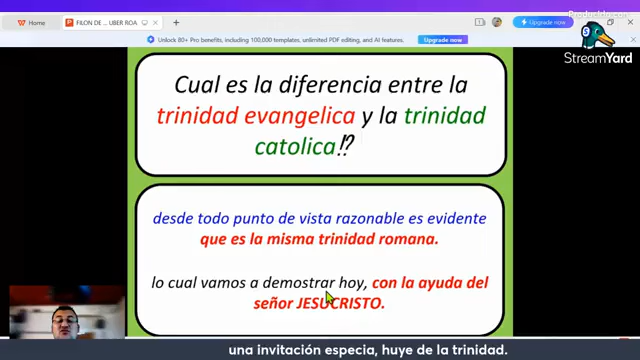 Producido con
StreamYard
Home
FILON DE ... UBER ROA
Upgrade now
Unlock 80+ Pro benefits, including 100,000 templates, unlimited PDF editing, and AI features.
Upgrade now
Cual es la diferencia entre la
trinidad evangelica y la trinidad
catolica!?
desde todo punto de vista razonable es evidente
que es la misma trinidad romana.
lo cual vamos a demostrar hoy, con la ayuda del
señor JESUCRISTO.
una invitación especia, huye de la trinidad.